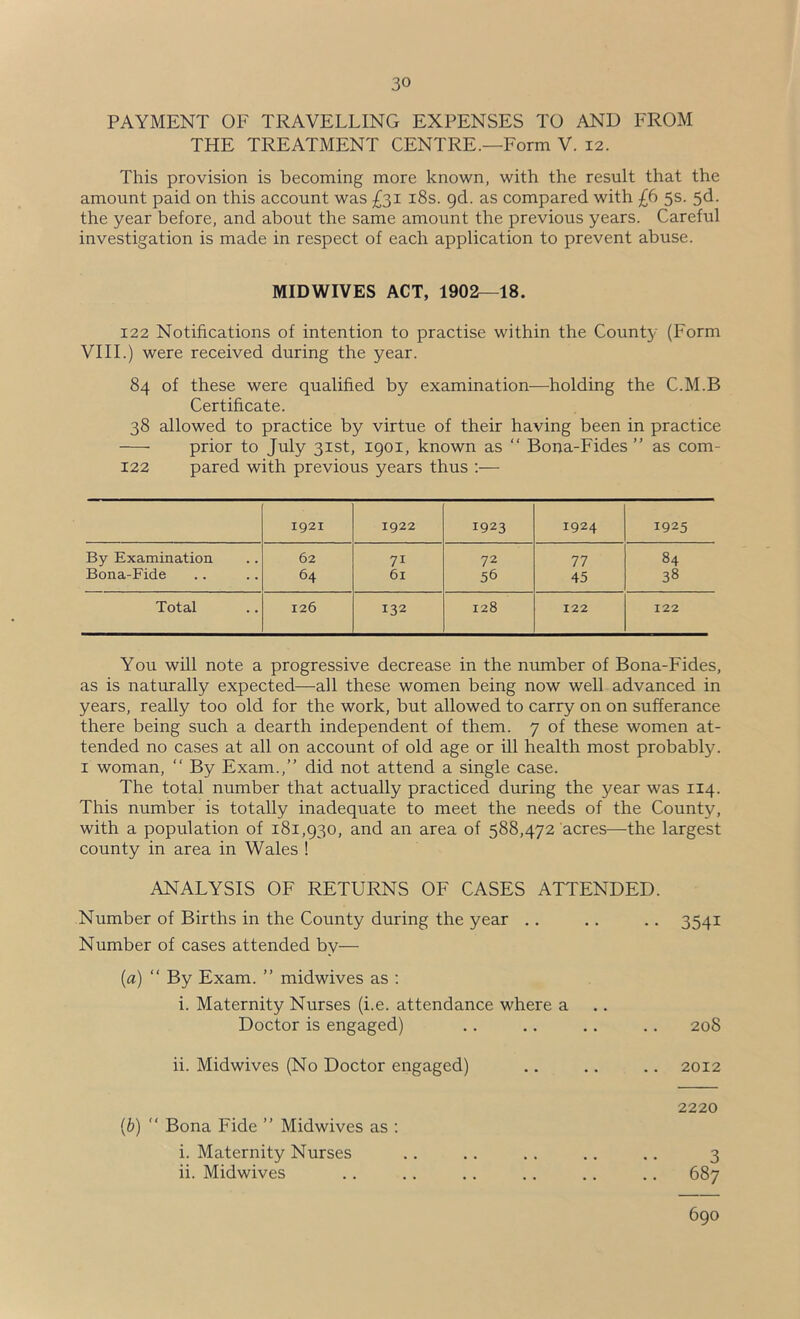 30
PAYMENT OF TRAVELLING EXPENSES TO AND FROM
THE TREATMENT CENTRE.—Form V. 12.
This provision is becoming more known, with the result that the
amount paid on this account was £31 18s. 9d. as compared with £6 5s. 5d.
the year before, and about the same amount the previous years. Careful
investigation is made in respect of each application to prevent abuse.
MIDWIVES ACT, 1902—18.
122 Notifications of intention to practise within the County (Form
VIII.) were received during the year.
84 of these were qualified by examination—holding the C.M.B
Certificate.
38 allowed to practice by virtue of their having been in practice
—— prior to July 31st, 1901, known as “ Bona-Fides ” as com-
122 pared with previous years thus :—
1921 1922 1923 1924 1925
By Examination .. 62 71 72 77 84
Bona-Fide .. .. 64 61 56 45 38
Total .. 126 132 128 122 122
You will note a progressive decrease in the number of Bona-Fides,
as is naturally expected—all these women being now well advanced in
years, really too old for the work, but allowed to carry on on sufferance
there being such a dearth independent of them. 7 of these women at-
tended no cases at all on account of old age or ill health most probably.
1 woman, “ By Exam.,” did not attend a single case.
The total number that actually practiced during the year was 114.
This number is totally inadequate to meet the needs of the County,
with a population of 181,930, and an area of 588,472 acres—the largest
county in area in Wales !
ANALYSIS OF RETURNS OF CASES ATTENDED.
Number of Births in the County during the year .. .. .. 3541
Number of cases attended by—
(a) “ By Exam. ” midwives as :
i. Maternity Nurses (i.e. attendance where a ..
Doctor is engaged) .. .. .. .. 208
ii. Midwives (No Doctor engaged) .. .. .. 2012
2220
(b) “ Bona Fide ” Midwives as :
i. Maternity Nurses .. .. .. .. .. 3
ii. Midwives .. .. .. .. .. .. 687
690